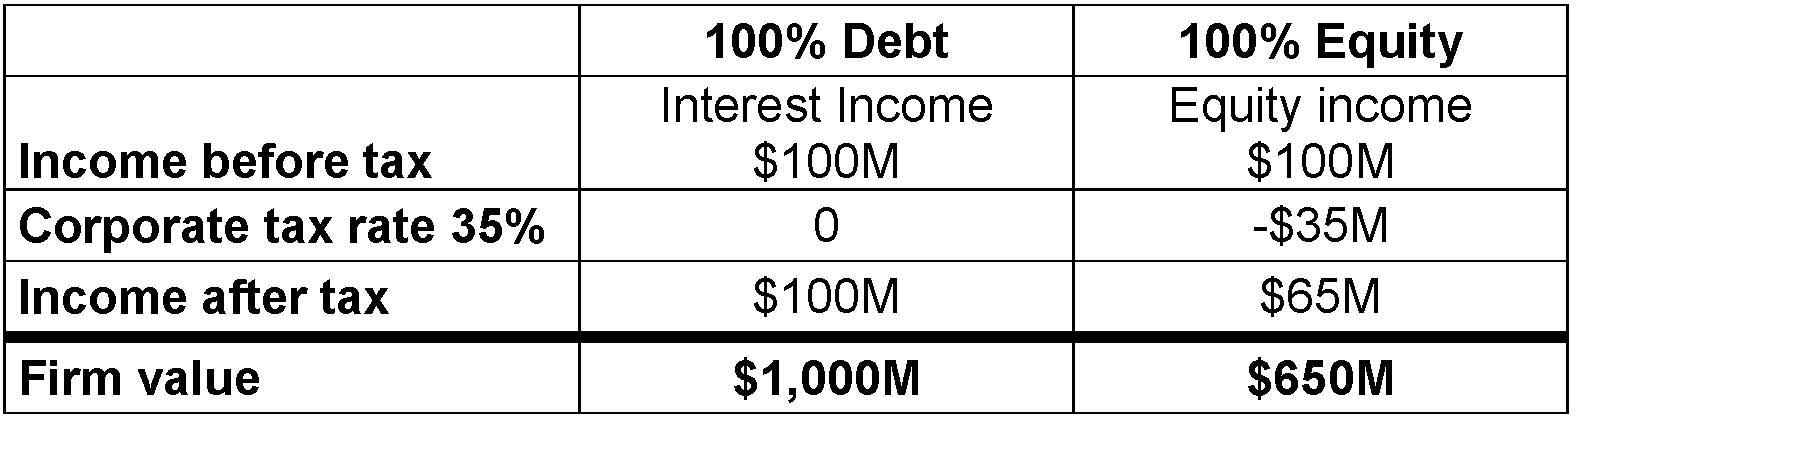 100% Debt 100% Equity
Interest Income Equity income
Income before tax $100M $100M
Corporate tax rate 35% 0 -$35M
Income after tax $100M $65M
Firm value $1,000M $650M